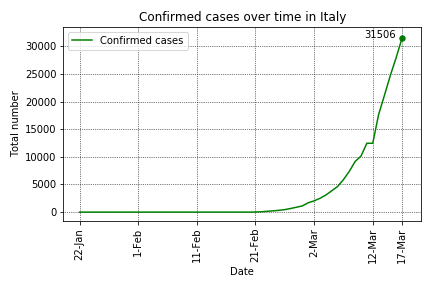 Confirmed cases over time in Italy
31506
Confirmed cases
30000
25000
20000
15000
10000
5000
0
Total number
22-Jan
1-Feb
11-Feb
21-Feb
2-Mar
12-Mar
17-Mar
Date